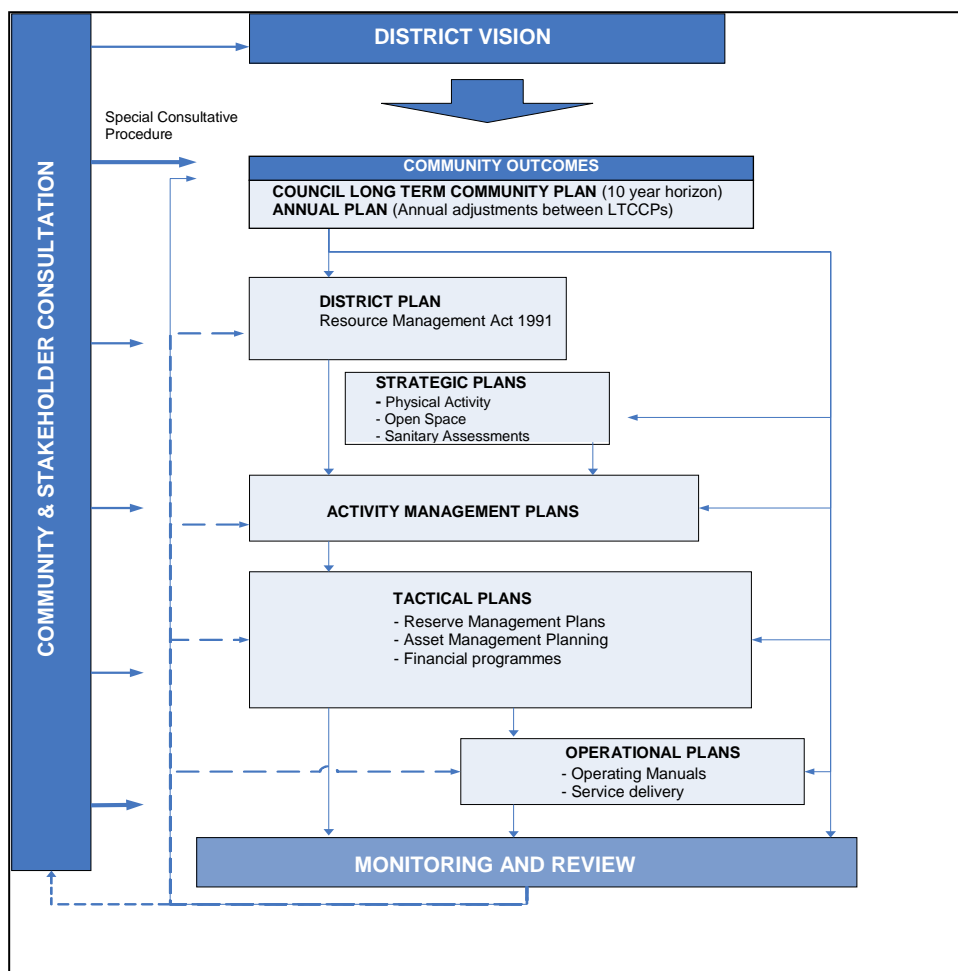 DISTRICT VISION
Special Consultative
Procedure
COMMUNITY & STAKEHOLDER CONSULTATION
COMMUNITY OUTCOMES
COUNCIL LONG TERM COMMUNITY PLAN (10 year horizon)
ANNUAL PLAN (Annual adjustments between LTCCPs)
DISTRICT PLAN
Resource Management Act 1991
STRATEGIC PLANS
- Physical Activity
- Open Space
- Sanitary Assessments
ACTIVITY MANAGEMENT PLANS
TACTICAL PLANS
- Reserve Management Plans
- Asset Management Planning
- Financial programmes
OPERATIONAL PLANS
- Operating Manuals
- Service delivery
MONITORING AND REVIEW